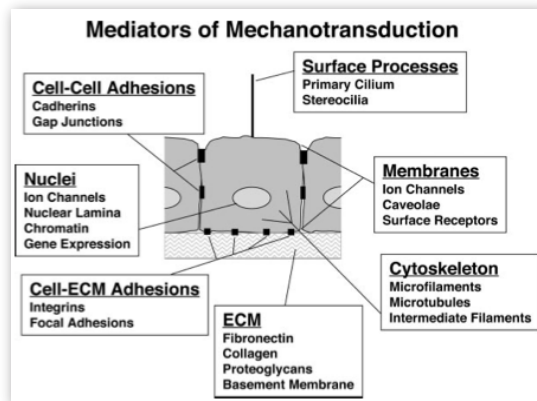 Mediators of Mechanotransduction
Surface Processes
Primary Cilium
Stereocilia
Cell-Cell Adhesions
Cadherins
Gap Junctions
Nuclei
Ion Channels
Nuclear Lamina
Chromatin
Gene Expression
Membranes
Ion Channels
Caveolae
Surface Receptors
Cell-ECM Adhesions
Integrins
Focal Adhesions
Cytoskeleton
Microfilaments
Microtubules
Intermediate Filaments
ECM
Fibronectin
Collagen
Proteoglycans
Basement Membrane